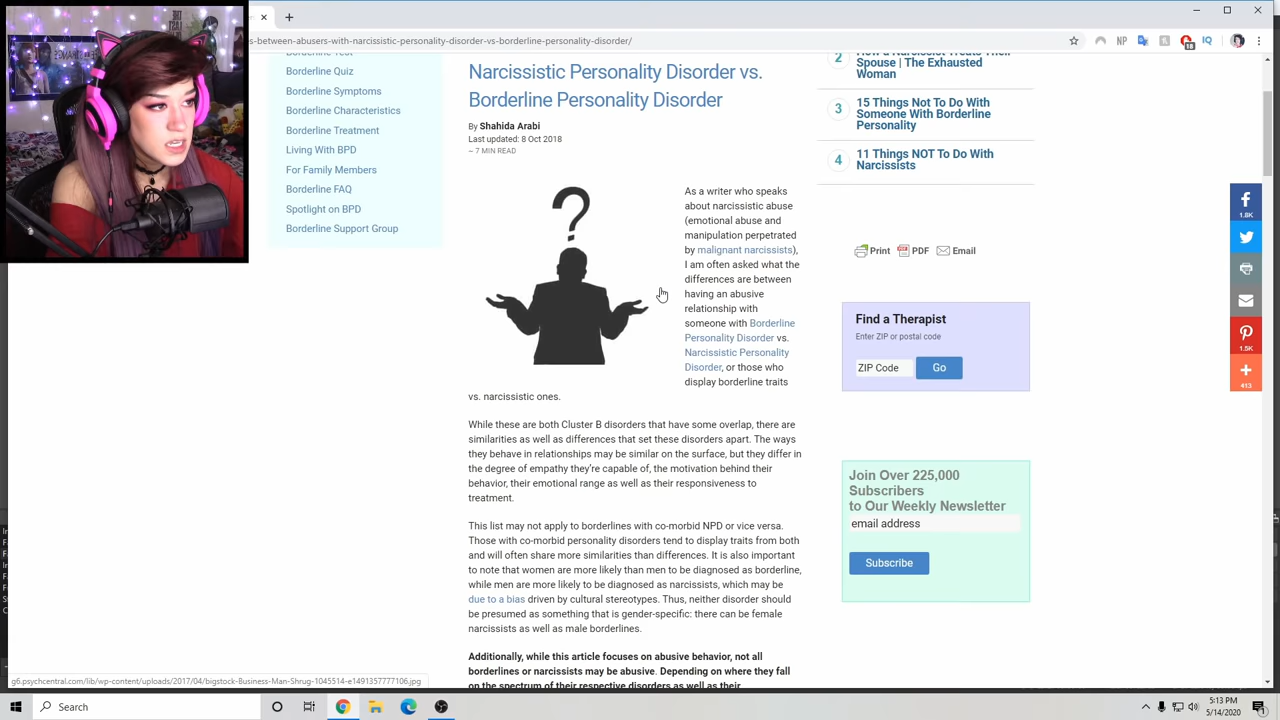 s-between-abusers-with-narcissistic-personality-disorder-vs-borderline-personality-disorder/
NP
18
IQ
Borderline Quiz
Borderline Symptoms
Borderline Characteristics
Borderline Treatment
Living With BPD
For Family Members
Borderline FAQ
Spotlight on BPD
Borderline Support Group
Narcissistic Personality Disorder vs.
Borderline Personality Disorder
By Shahida Arabi
Last updated: 8 Oct 2018
~ 7 MIN READ
As a writer who speaks
about narcissistic abuse
(emotional abuse and
manipulation perpetrated
by malignant narcissists),
I am often asked what the
differences are between
having an abusive
relationship with
someone with Borderline
Personality Disorder vs.
Narcissistic Personality
Disorder, or those who
display borderline traits
vs. narcissistic ones.
While these are both Cluster B disorders that have some overlap, there are
similarities as well as differences that set these disorders apart. The ways
they behave in relationships may be similar on the surface, but they differ in
the degree of empathy they're capable of, the motivation behind their
behavior, their emotional range as well as their responsiveness to
treatment.
This list may not apply to borderlines with co-morbid NPD or vice versa.
Those with co-morbid personality disorders tend to display traits from both
and will often share more similarities than differences. It is also important
to note that women are more likely than men to be diagnosed as borderline,
while men are more likely to be diagnosed as narcissists, which may be
due to a bias driven by cultural stereotypes. Thus, neither disorder should
be presumed as something that is gender-specific: there can be female
narcissists as well as male borderlines.
Additionally, while this article focuses on abusive behavior, not all
borderlines or narcissists may be abusive. Depending on where they fall
on the spectrum of their respective disorders as well as their
2
How a Narcissist Treats Their
Spouse | The Exhausted
Woman
3
15 Things Not To Do With
Someone With Borderline
Personality
4
11 Things NOT To Do With
Narcissists
Print PDF Email
Find a Therapist
Enter ZIP or postal code
ZIP Code Go
Join Over 225,000
Subscribers
to Our Weekly Newsletter
email address
Subscribe
1.8K
1.5K
413
g6.psychcentral.com/lib/wp-content/uploads/2017/04/bigstock-Business-Man-Shrug-1045514-e1491357777106.jpg
Search
5:13 PM
5/14/2020
1